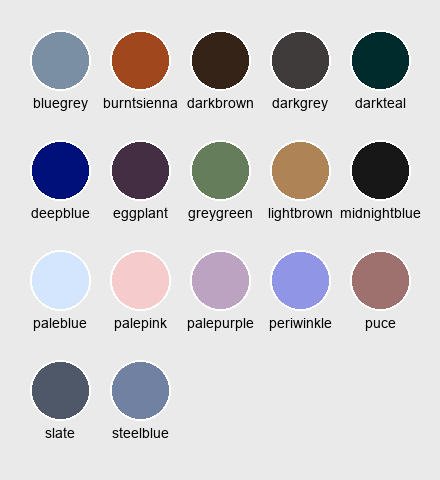 bluegrey burntsienna darkbrown darkgrey darkteal
deepblue eggplant greygreen lightbrown midnightblue
paleblue palepink palepurple periwinkle puce
slate steelblue